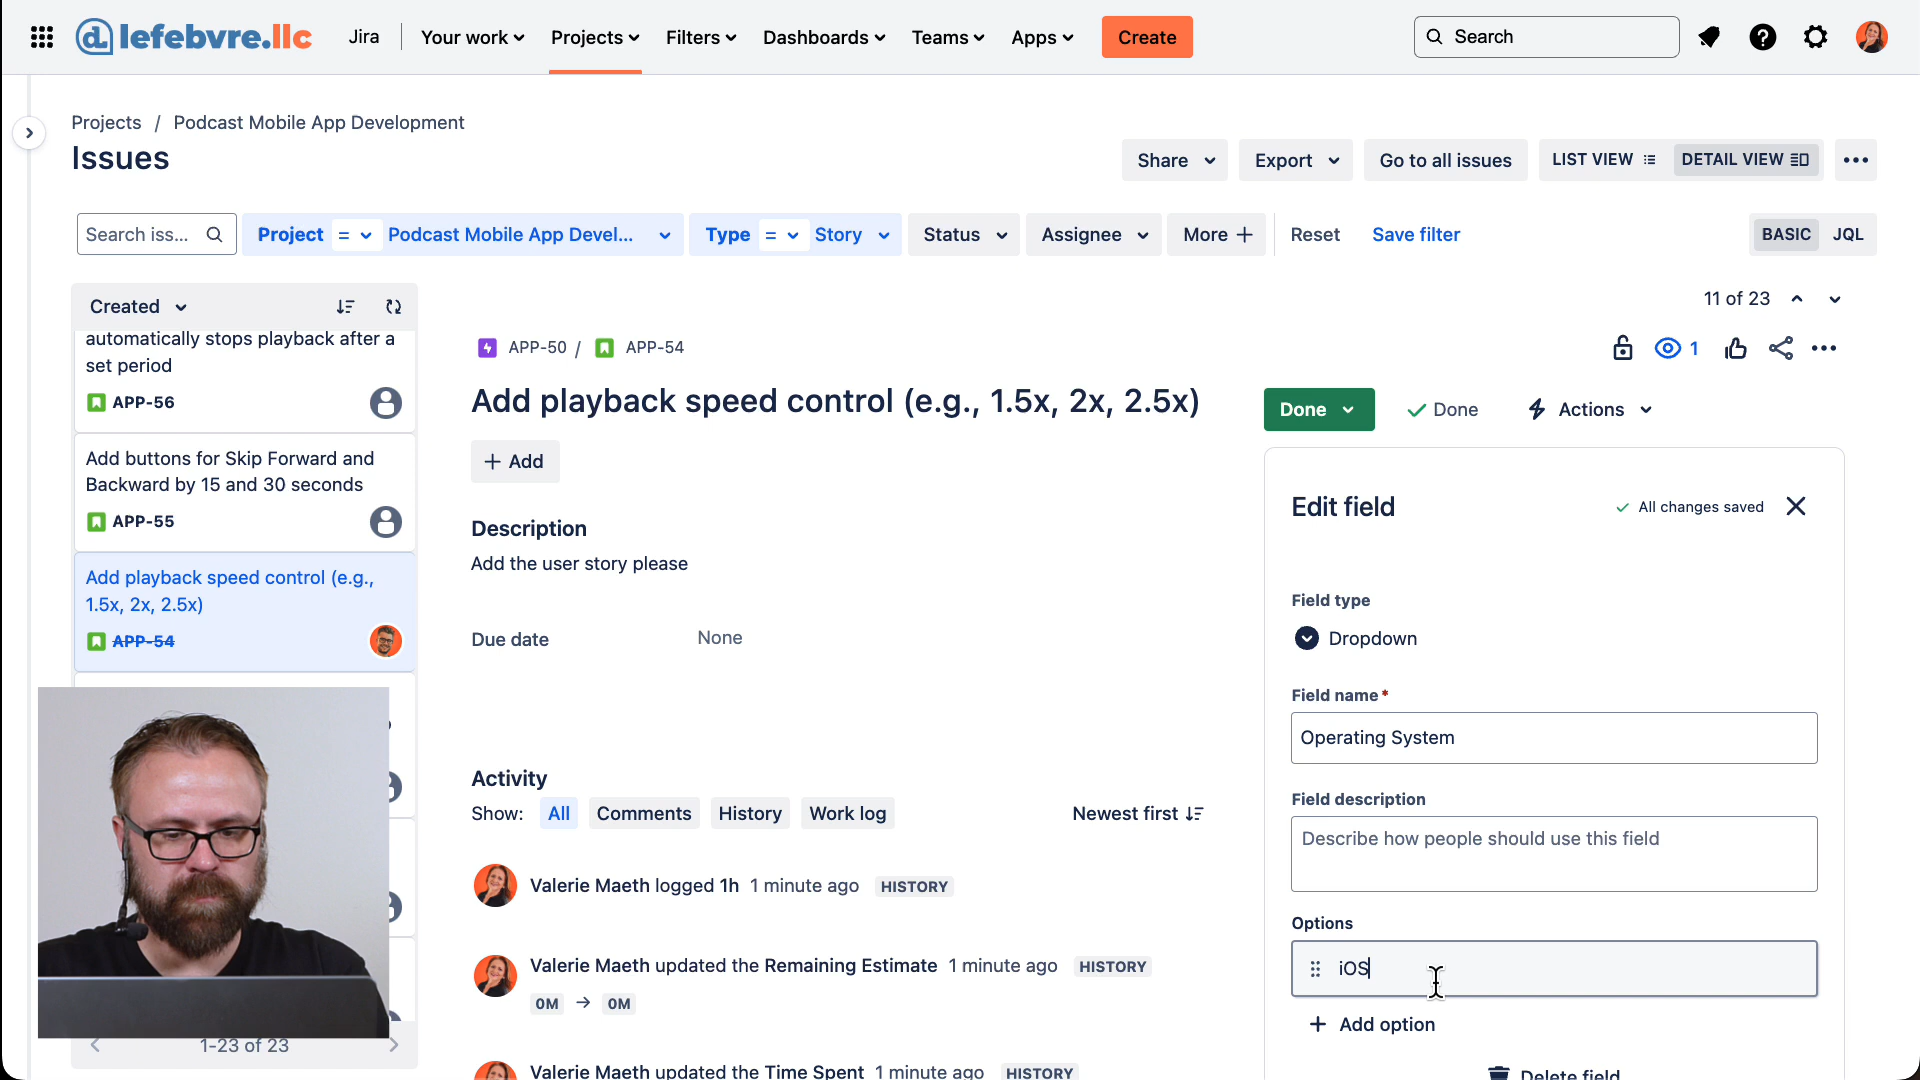 lefebvre.llc Jira Your work Projects Filters Dashboards Teams Apps Create Search
Projects / Podcast Mobile App Development
Issues
Share Export Go to all issues LIST VIEW DETAIL VIEW
Search iss... Project = Podcast Mobile App Devel... Type = Story Status Assignee More + Reset Save filter BASIC JQL
Created
automatically stops playback after a
set period
APP-56
Add buttons for Skip Forward and
Backward by 15 and 30 seconds
APP-55
Add playback speed control (e.g.,
1.5x, 2x, 2.5x)
APP-54
1-23 of 23
11 of 23
APP-50 / APP-54
1
Add playback speed control (e.g., 1.5x, 2x, 2.5x)
+ Add
Description
Add the user story please
Due date None
Activity
Show: All Comments History Work log Newest first
Valerie Maeth logged 1h 1 minute ago HISTORY
Valerie Maeth updated the Remaining Estimate 1 minute ago HISTORY
0M → 0M
Valerie Maeth updated the Time Spent 1 minute ago HISTORY
Done Done Actions
Edit field All changes saved
Field type
Dropdown
Field name*
Operating System
Field description
Describe how people should use this field
Options
iOS
+ Add option
Delete field